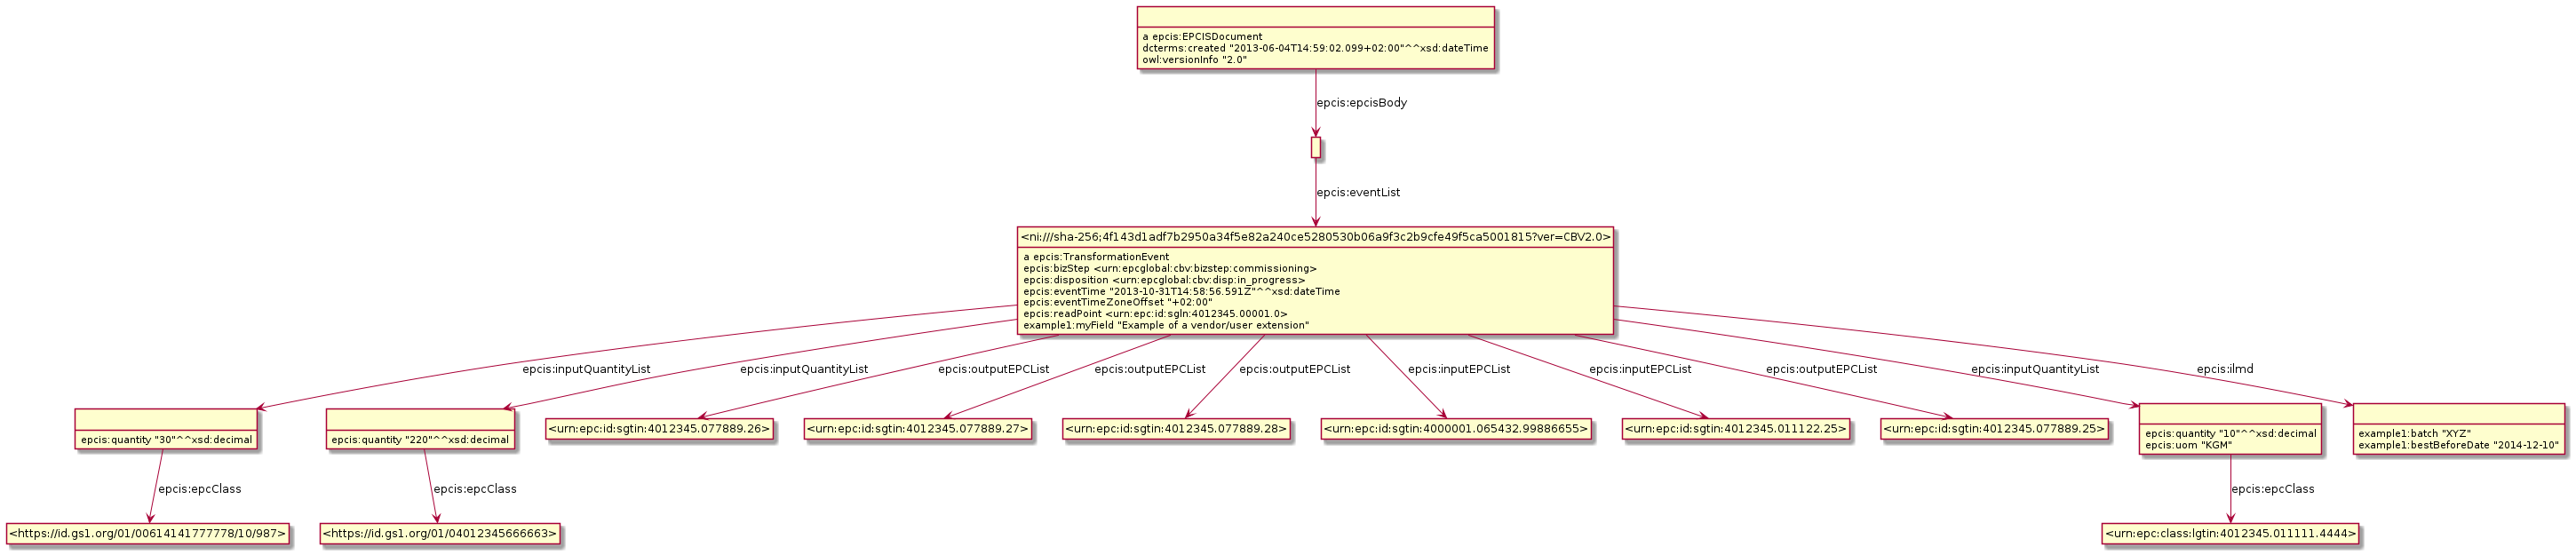 a epcis:EPCISDocument
dcterms:created "2013-06-04T14:59:02.099+02:00"^^xsd:dateTime
owl:versionInfo "2.0"
epcis:epcisBody
epcis:eventList
<ni:///sha-256;4f143d1adf7b2950a34f5e82a240ce5280530b06a9f3c2b9cfe49f5ca5001815?ver=CBV2.0>
a epcis:TransformationEvent
epcis:bizStep <urn:epcglobal:cbv:bizstep:commissioning>
epcis:disposition <urn:epcglobal:cbv:disp:in_progress>
epcis:eventTime "2013-10-31T14:58:56.591Z"^^xsd:dateTime
epcis:eventTimeZoneOffset "+02:00"
epcis:readPoint <urn:epc:id:sgln:4012345.00001.0>
example1:myField "Example of a vendor/user extension"
epcis:inputQuantityList
epcis:inputQuantityList
epcis:outputEPCList
epcis:outputEPCList
epcis:outputEPCList
epcis:inputEPCList
epcis:inputEPCList
epcis:outputEPCList
epcis:inputQuantityList
epcis:ilmd
epcis:quantity "30"^^xsd:decimal
epcis:quantity "220"^^xsd:decimal
<urn:epc:id:sgtin:4012345.077889.26>
<urn:epc:id:sgtin:4012345.077889.27>
<urn:epc:id:sgtin:4012345.077889.28>
<urn:epc:id:sgtin:4000001.065432.99886655>
<urn:epc:id:sgtin:4012345.011122.25>
<urn:epc:id:sgtin:4012345.077889.25>
epcis:quantity "10"^^xsd:decimal
epcis:uom "KGM"
example1:batch "XYZ"
example1:bestBeforeDate "2014-12-10"
epcis:epcClass
epcis:epcClass
epcis:epcClass
<https://id.gs1.org/01/00614141777778/10/987>
<https://id.gs1.org/01/04012345666663>
<urn:epc:class:lgtin:4012345.011111.4444>